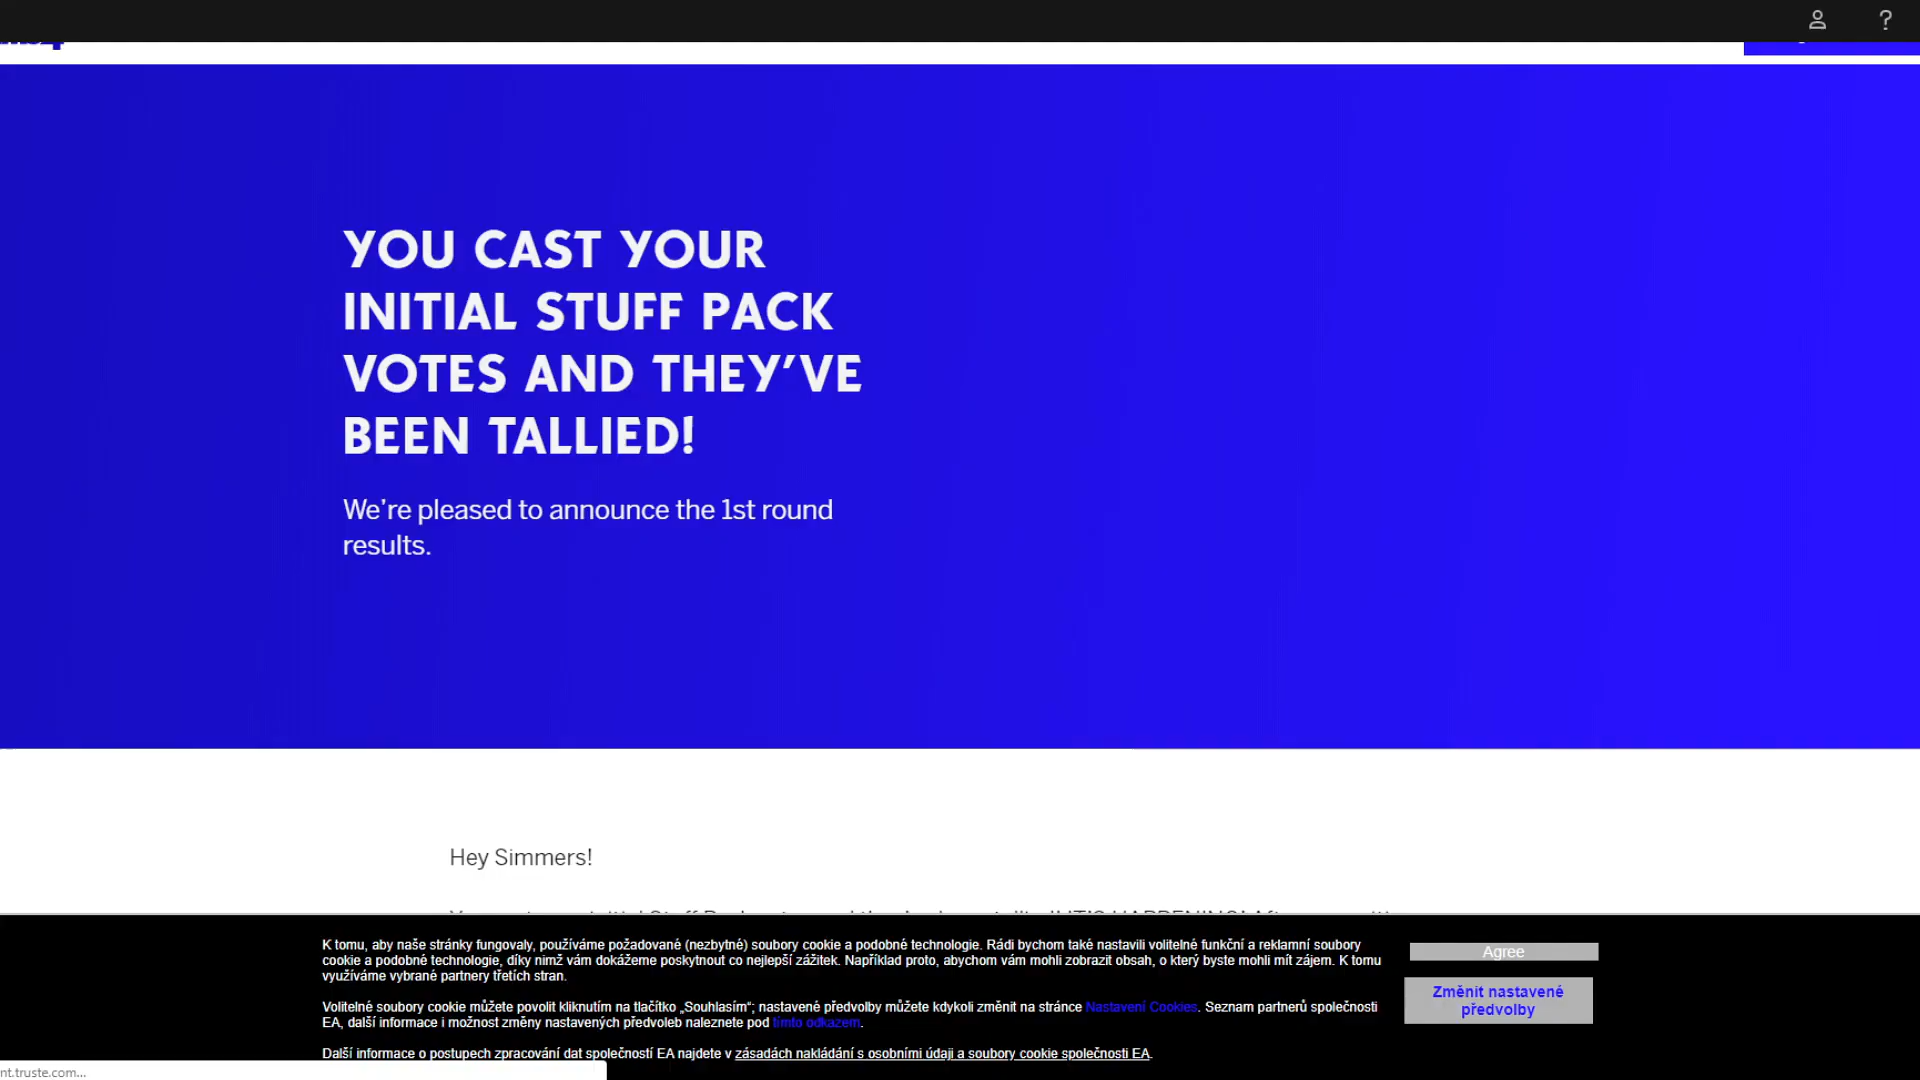 YOU CAST YOUR
INITIAL STUFF PACK
VOTES AND THEY’VE
BEEN TALLIED!
We’re pleased to announce the 1st round
results.
Hey Simmers!
K tomu, aby naše stránky fungovaly, používáme požadované (nezbytné) soubory cookie a podobné technologie. Rádi bychom také nastavili volitelné funkční a reklamní soubory
cookie a podobné technologie, díky nimž vám dokážeme poskytnout co nejlepší zážitek. Například proto, abychom vám mohli zobrazit obsah, o který byste mohli mít zájem. K tomu
využíváme vybrané partnery třetích stran.
Volitelné soubory cookie můžete povolit kliknutím na tlačítko „Souhlasím“; nastavené předvolby můžete kdykoli změnit na stránce Nastavení Cookies. Seznam partnerů společnosti
EA, další informace i možnost změny nastavených předvoleb naleznete pod tímto odkazem.
Další informace o postupech zpracování dat společností EA najdete v zásadách nakládání s osobními údaji a soubory cookie společnosti EA.
Agree
Změnit nastavené
předvolby
nt.truste.com...